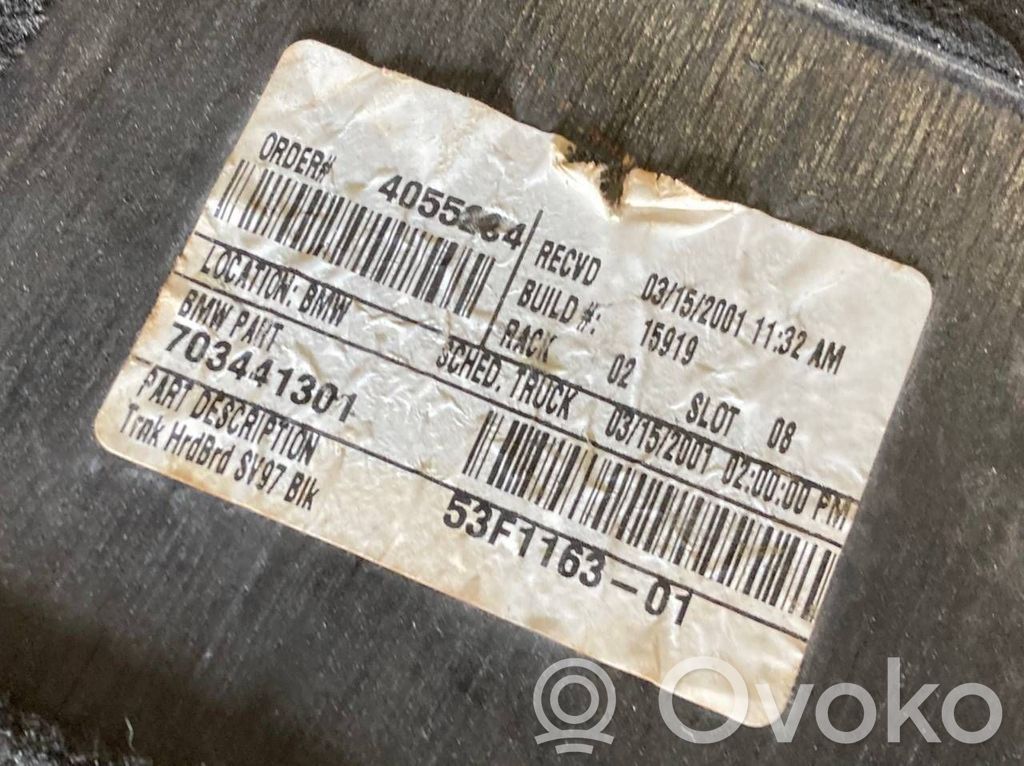 ORDER#
RECVD 03/15/2001 11:32 AM
BUILD #: 15919
RACK 02 SLOT 08
LOCATION: BMW SCHED. TRUCK 03/15/2001 02:00:00 PM
BMW PART
703441301
PART DESCRIPTION
Trnk HrdBrd SV97 Blk
53F1163-01
Ovoko